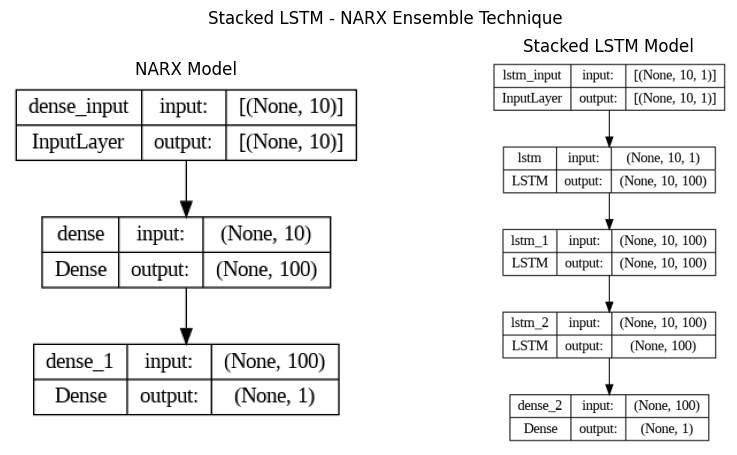 Stacked LSTM - NARX Ensemble Technique
NARX Model
dense_input input: [(None, 10)]
InputLayer output: [(None, 10)]
dense input: (None, 10)
Dense output: (None, 100)
dense_1 input: (None, 100)
Dense output: (None, 1)
Stacked LSTM Model
lstm_input input: [(None, 10, 1)]
InputLayer output: [(None, 10, 1)]
lstm input: (None, 10, 1)
LSTM output: (None, 10, 100)
lstm_1 input: (None, 10, 100)
LSTM output: (None, 10, 100)
lstm_2 input: (None, 10, 100)
LSTM output: (None, 100)
dense_2 input: (None, 100)
Dense output: (None, 1)